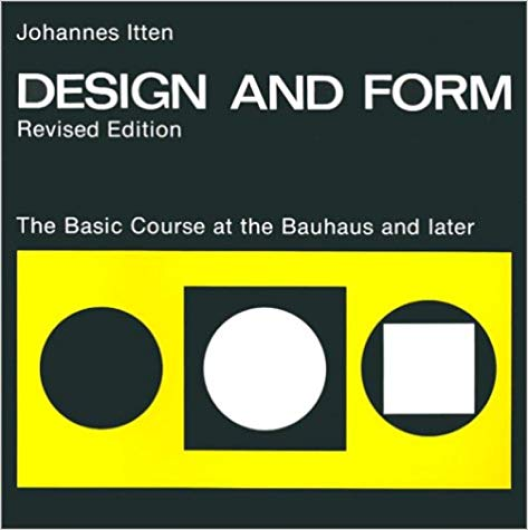 Johannes Itten
DESIGN AND FORM
Revised Edition
The Basic Course at the Bauhaus and later